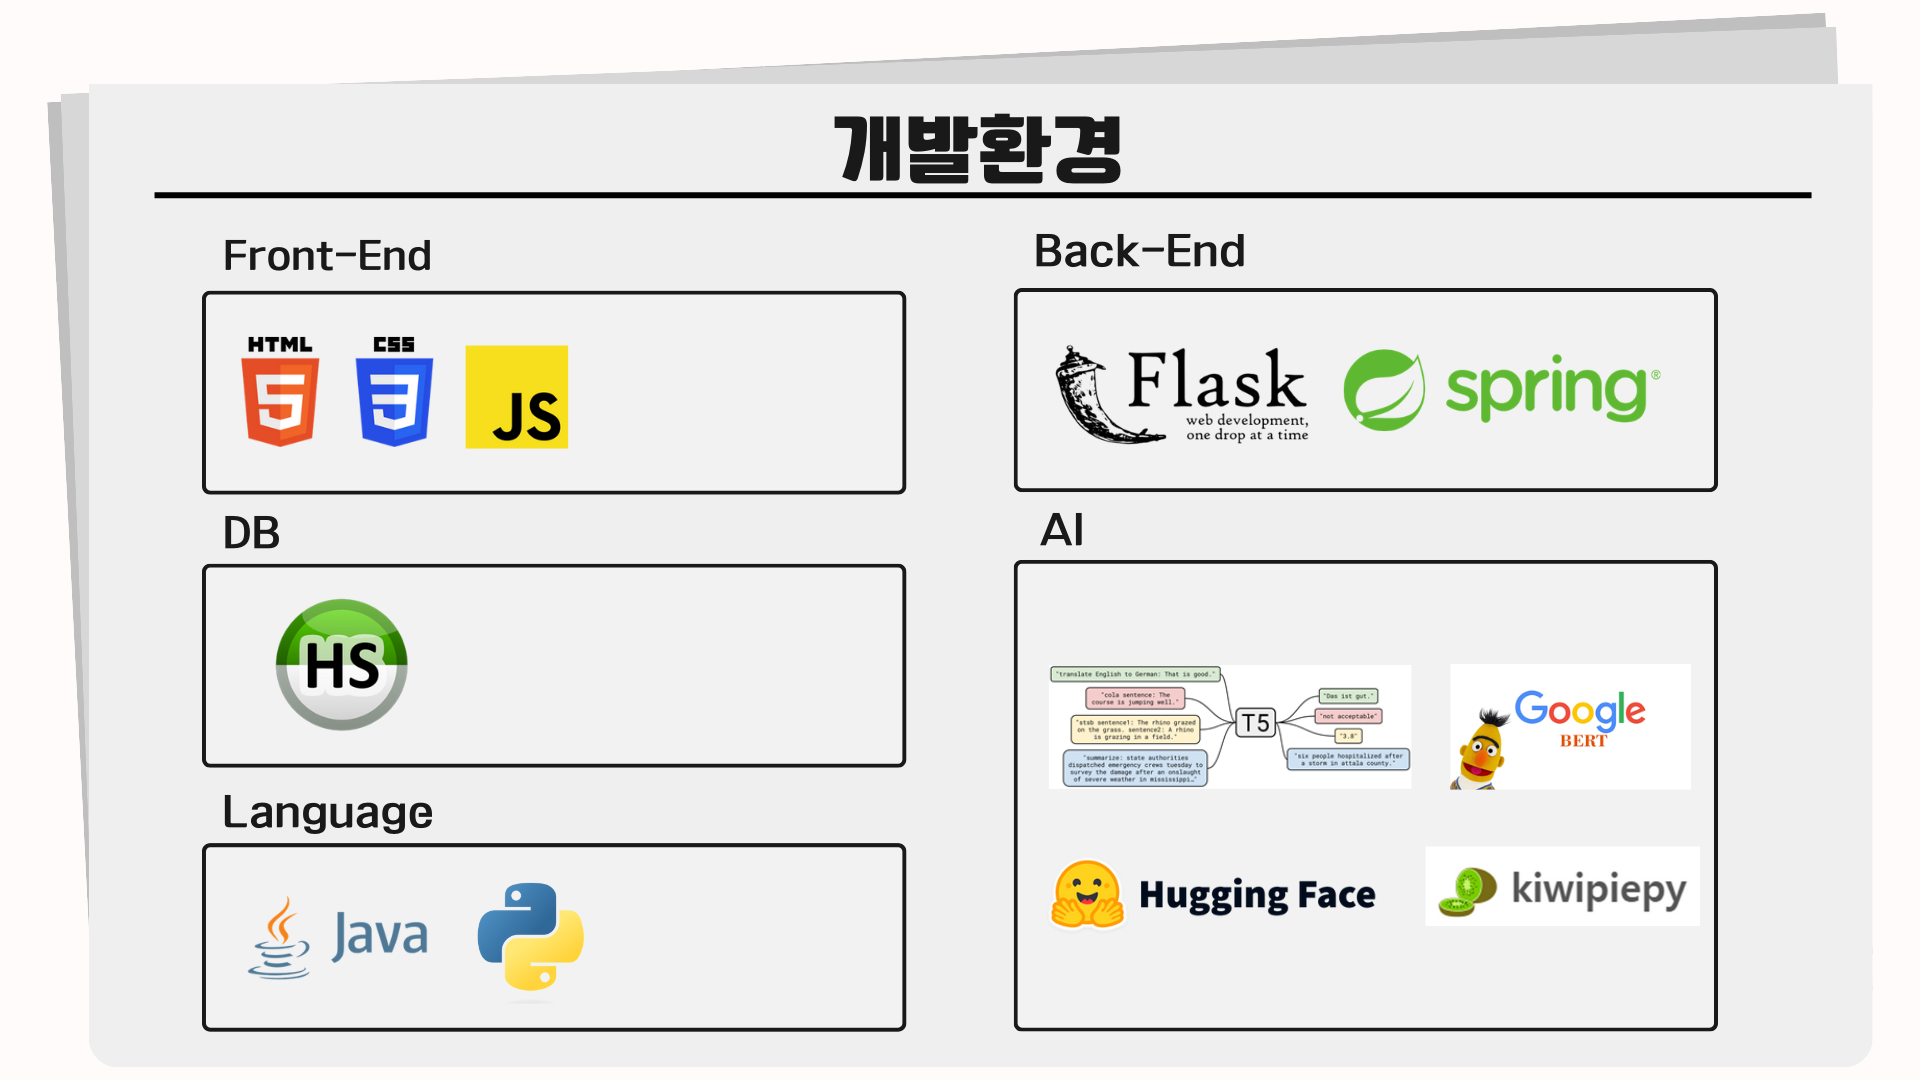 개발환경
Front-End
HTML
5
CSS
3
JS
Back-End
Flask
web development,
one drop at a time
spring®
DB
HS
AI
"translate English to German: That is good."
"cola sentence: The
course is jumping well."
"stsb sentence1: The rhino grazed
on the grass. sentence2: A rhino
is grazing in a field."
"summarize: state authorities
dispatched emergency crews tuesday to
survey the damage after an onslaught
of severe weather in mississippi…"
T5
"Das ist gut."
"not acceptable"
"3.8"
"six people hospitalized after
a storm in attala county."
Google
BERT
Hugging Face
kiwipiepy
Language
Java